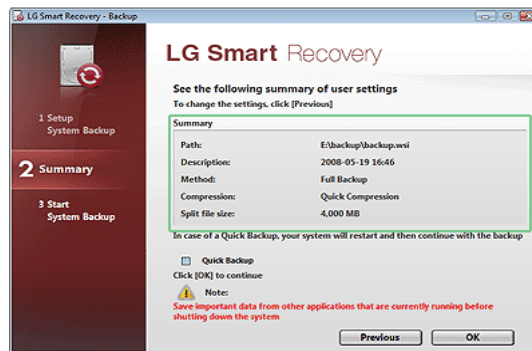 LG Smart Recovery - Backup
LG Smart Recovery
See the following summary of user settings
To change the settings, click [Previous]
1 Setup
System Backup
2 Summary
3 Start
System Backup
Summary
Path: E:\backup\backup.wsi
Description: 2008-05-19 16:46
Method: Full Backup
Compression: Quick Compression
Split file size: 4,000 MB
In case of a Quick Backup, your system will restart and then continue with the backup
Quick Backup
Click [OK] to continue
Note:
Save important data from other applications that are currently running before
shutting down the system
Previous OK